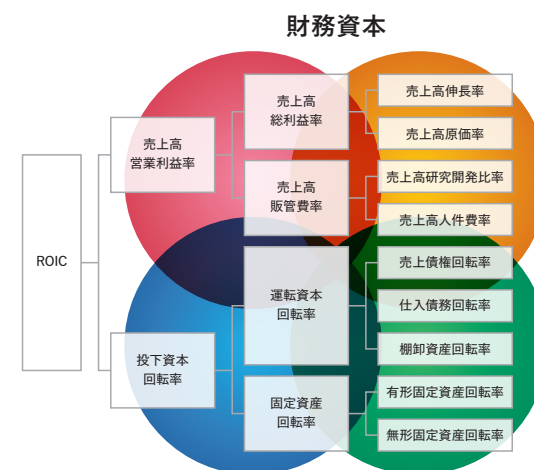 財務資本
ROIC
売上高
営業利益率
投下資本
回転率
売上高
総利益率
売上高
販管費率
運転資本
回転率
固定資産
回転率
売上高伸長率
売上高原価率
売上高研究開発比率
売上高人件費率
売上債権回転率
仕入債務回転率
棚卸資産回転率
有形固定資産回転率
無形固定資産回転率